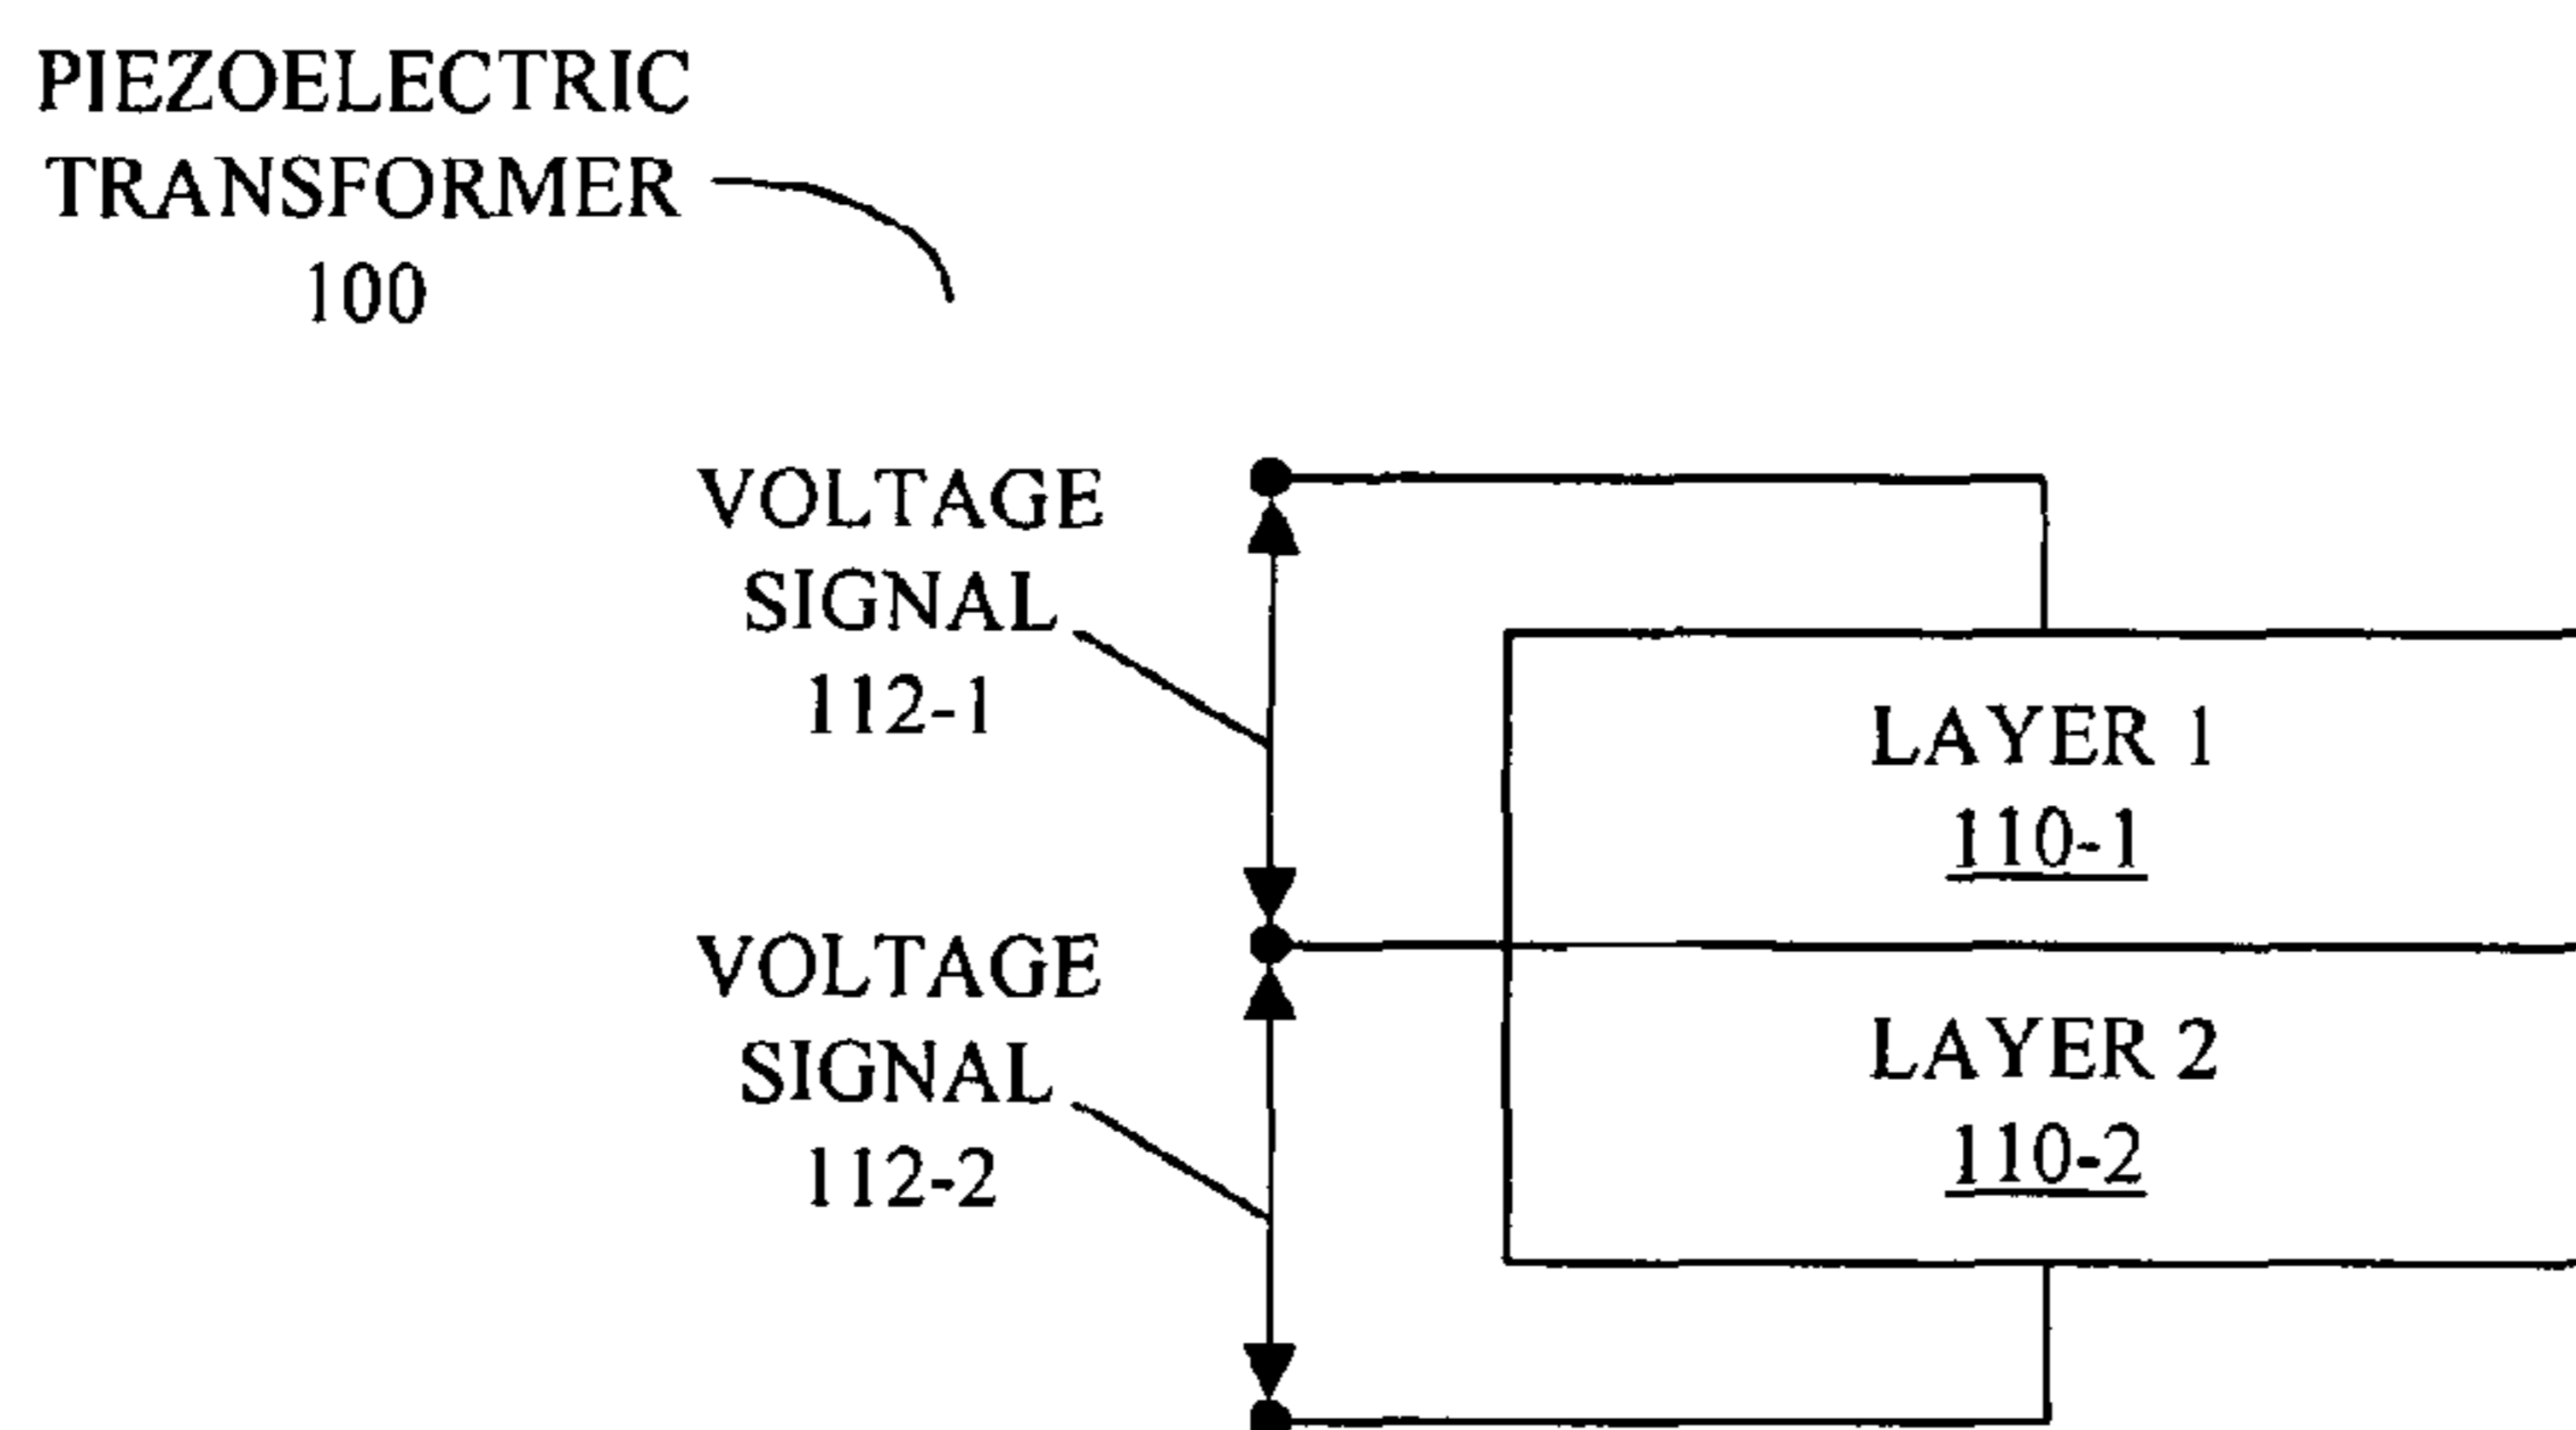 PIEZOELECTRIC
TRANSFORMER
100
VOLTAGE
SIGNAL
112-1
LAYER 1
110-1
VOLTAGE
SIGNAL
112-2
LAYER 2
110-2